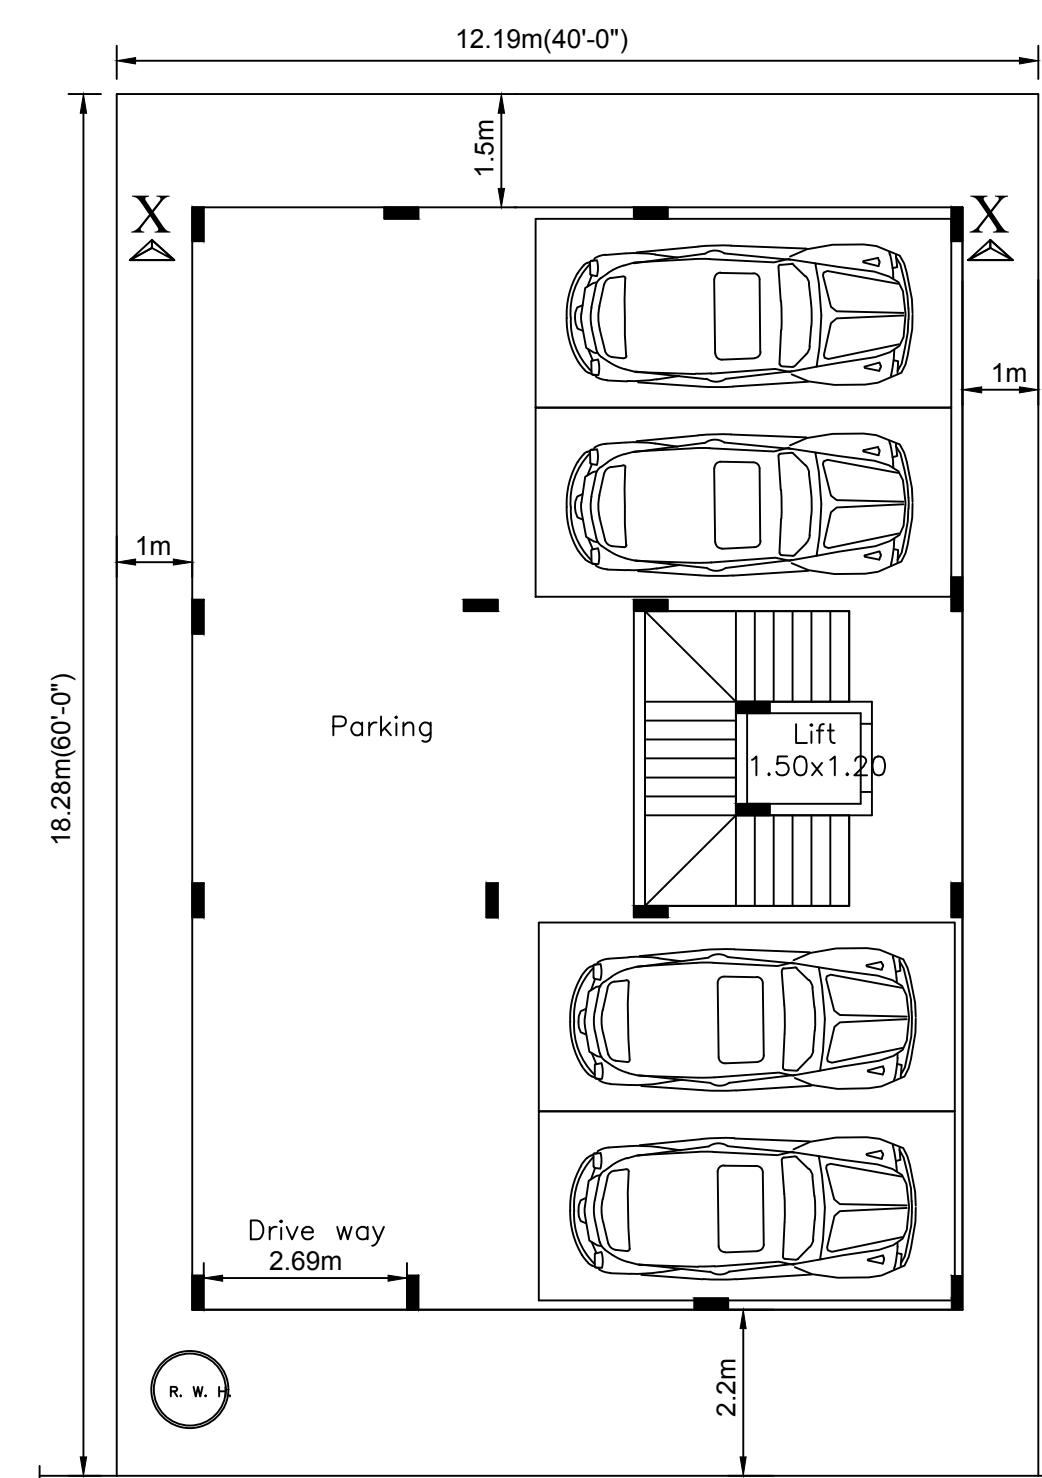 12.19m(40'-0")
1.5m
X
X
1m
1m
18.28m(60'-0")
Parking
Lift
1.50x1.20
Drive way
2.69m
R. W. H.
2.2m